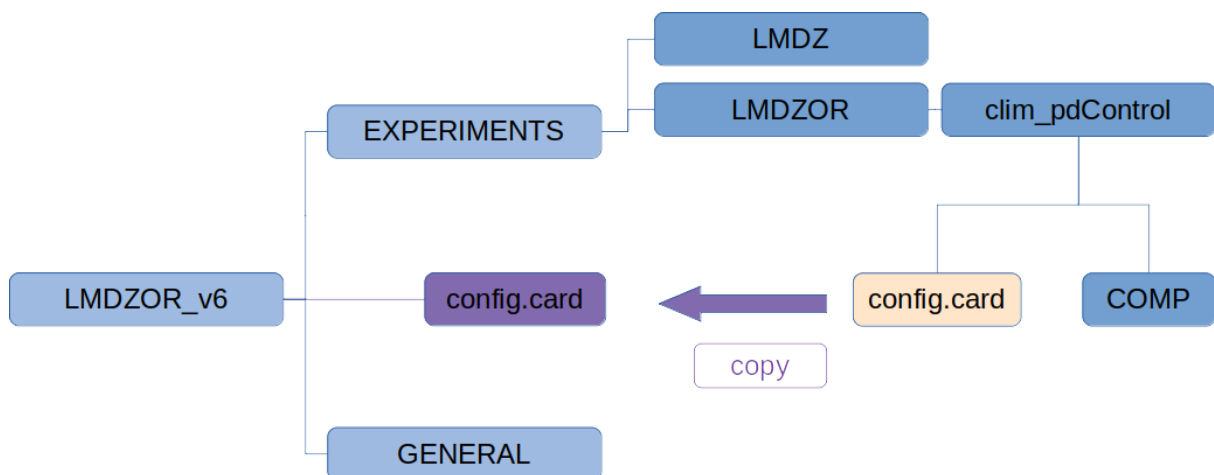 LMDZ
EXPERIMENTS
LMDZOR
clim_pdControl
LMDZOR_v6
config.card
config.card
COMP
copy
GENERAL